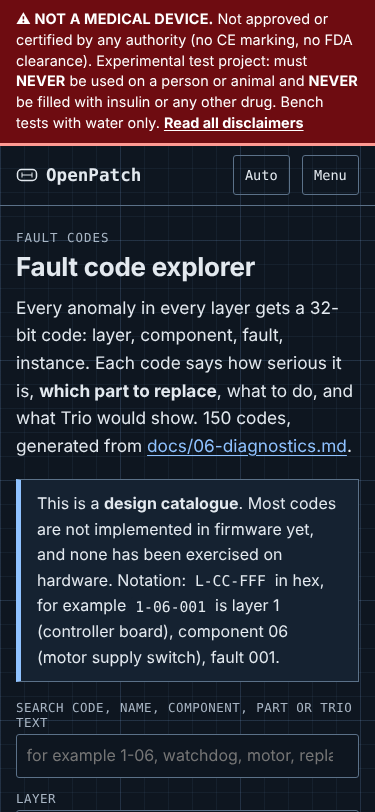 ⚠ NOT A MEDICAL DEVICE. Not approved or
certified by any authority (no CE marking, no FDA
clearance). Experimental test project: must
NEVER be used on a person or animal and NEVER
be filled with insulin or any other drug. Bench
tests with water only. Read all disclaimers
OpenPatch
Auto
Menu
FAULT CODES
Fault code explorer
Every anomaly in every layer gets a 32-
bit code: layer, component, fault,
instance. Each code says how serious it
is, which part to replace, what to do, and
what Trio would show. 150 codes,
generated from docs/06-diagnostics.md.
This is a design catalogue. Most codes
are not implemented in firmware yet,
and none has been exercised on
hardware. Notation: L-CC-FFF in hex,
for example 1-06-001 is layer 1
(controller board), component 06
(motor supply switch), fault 001.
SEARCH CODE, NAME, COMPONENT, PART OR TRIO
TEXT
for example 1-06, watchdog, motor, repla
LAYER